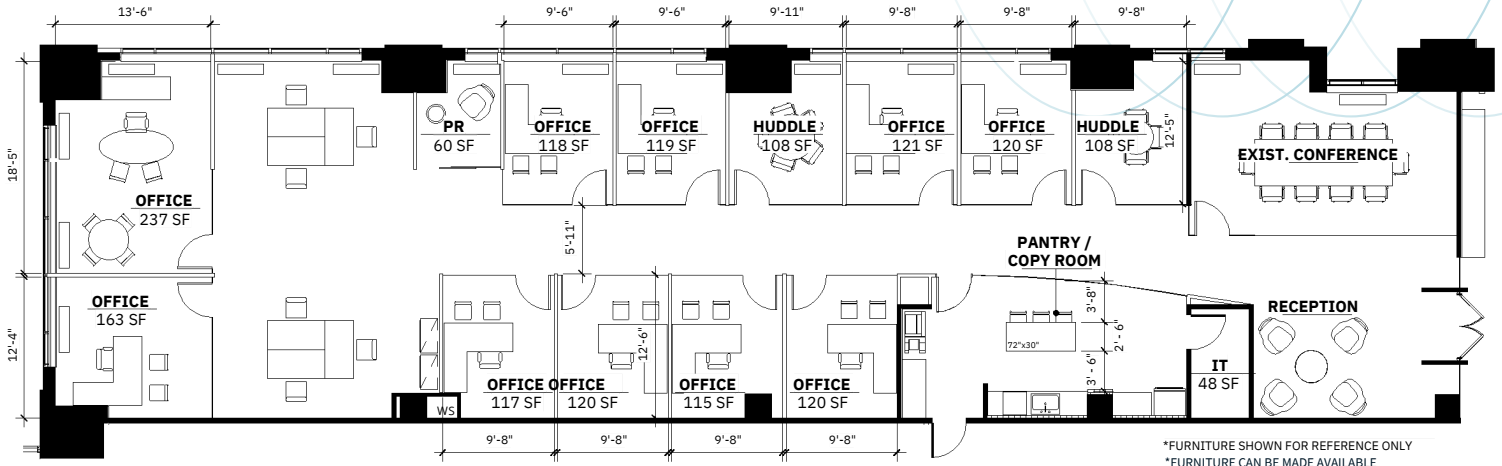 13'-6"
9'-6"
9'-6"
9'-11"
9'-8"
9'-8"
9'-8"
18'-5"
12'-4"
OFFICE
237 SF
OFFICE
163 SF
PR
60 SF
OFFICE
118 SF
OFFICE
119 SF
HUDDLE
108 SF
OFFICE
121 SF
OFFICE
120 SF
HUDDLE
108 SF
12'-5"
EXIST. CONFERENCE
5'-11"
PANTRY /
COPY ROOM
3'-8"
2'-6"
3'-6"
72"x30"
RECEPTION
IT
48 SF
12'-6"
OFFICE
117 SF
OFFICE
120 SF
OFFICE
115 SF
OFFICE
120 SF
WS
9'-8"
9'-8"
9'-8"
9'-8"
*FURNITURE SHOWN FOR REFERENCE ONLY
*FURNITURE CAN BE MADE AVAILABLE